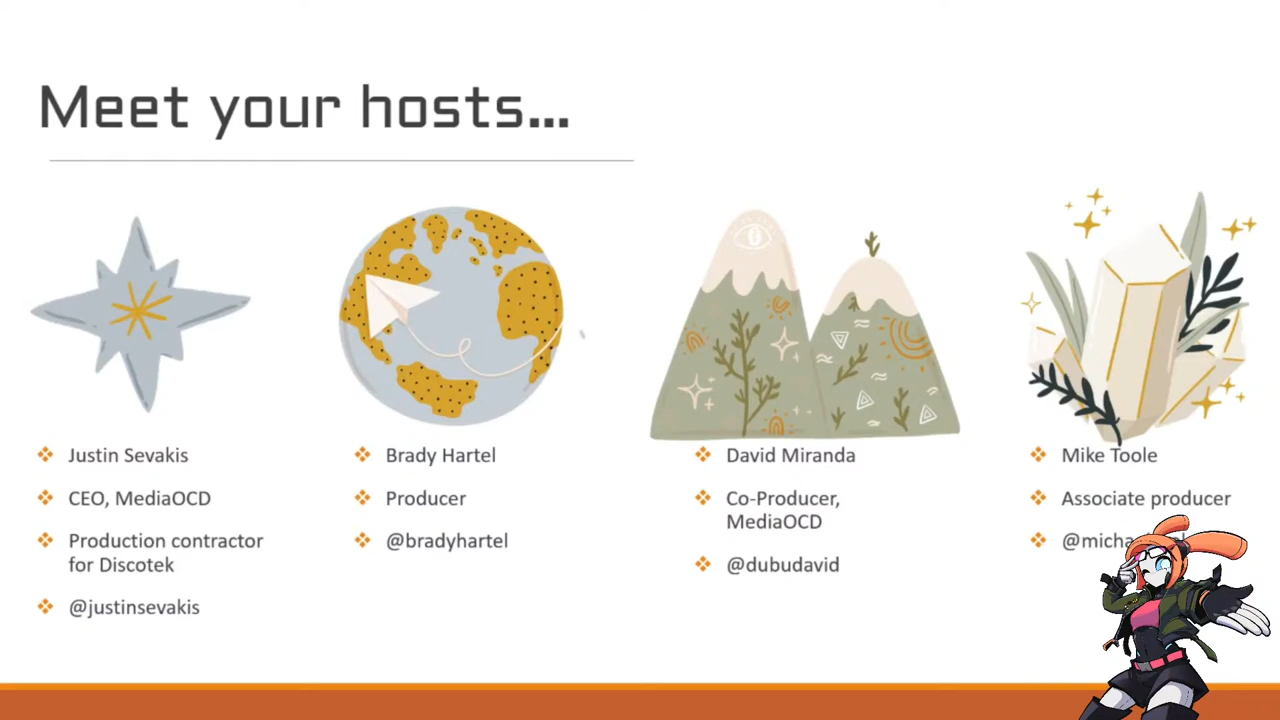 Meet your hosts...
Justin Sevakis
CEO, MediaOCD
Production contractor
for Discotek
@justinsevakis
Brady Hartel
Producer
@bradyhartel
David Miranda
Co-Producer,
MediaOCD
@dubudavid
Mike Toole
Associate producer